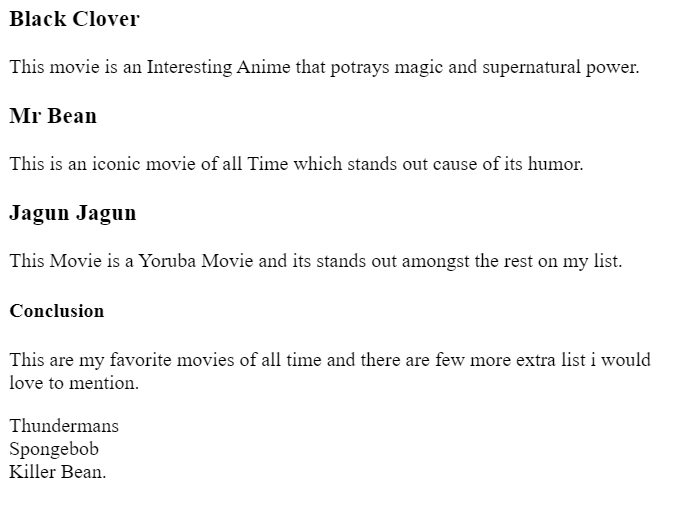 Black Clover
This movie is an Interesting Anime that potrays magic and supernatural power.
Mr Bean
This is an iconic movie of all Time which stands out cause of its humor.
Jagun Jagun
This Movie is a Yoruba Movie and its stands out amongst the rest on my list.
Conclusion
This are my favorite movies of all time and there are few more extra list i would
love to mention.
Thundermans
Spongebob
Killer Bean.